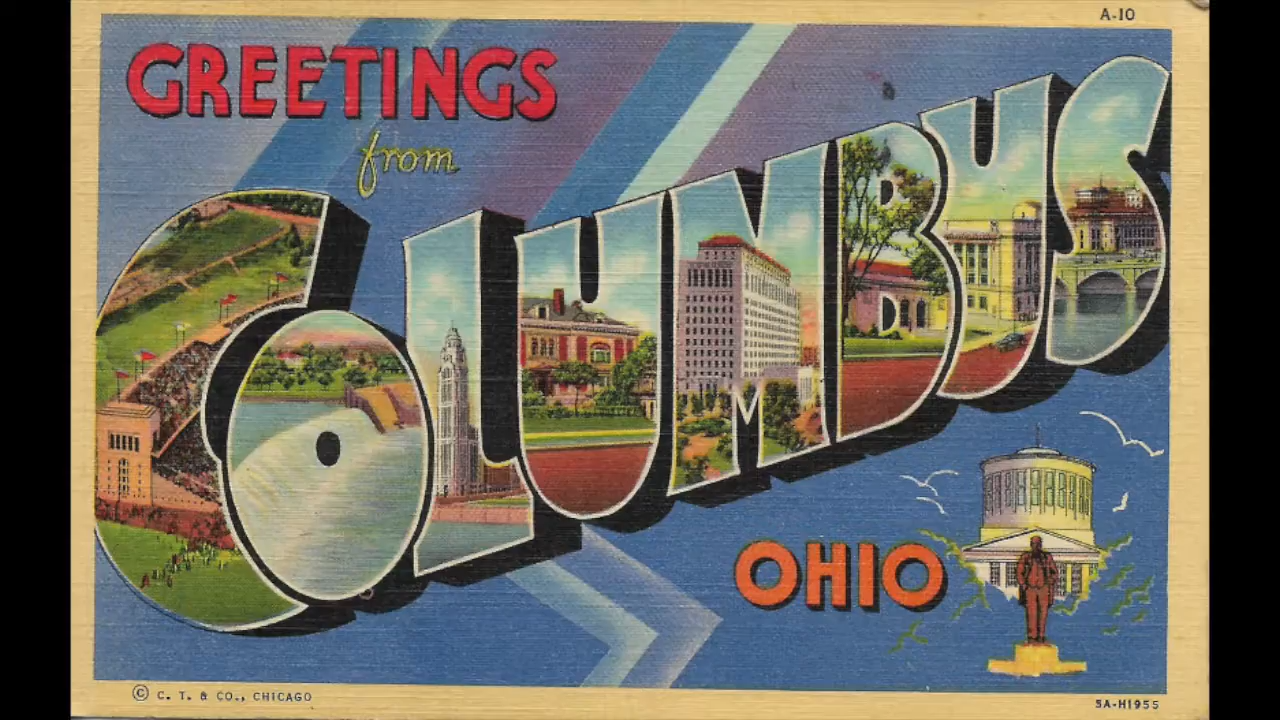 A-10
GREETINGS
from
COLUMBUS
OHIO
© C. T. & CO., CHICAGO
5A-H1955